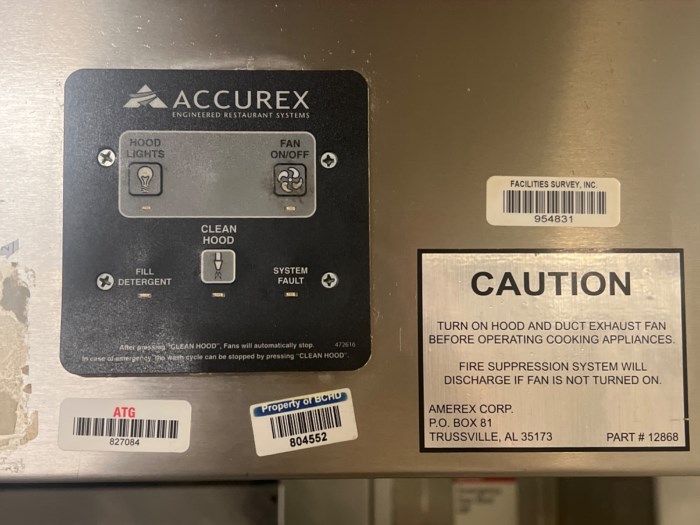 ACCUREX
ENGINEERED RESTAURANT SYSTEMS
HOOD
LIGHTS
FAN
ON/OFF
CLEAN
HOOD
FILL
DETERGENT
SYSTEM
FAULT
After pressing "CLEAN HOOD", Fans will automatically stop.
472616
In case of emergency, the wash cycle can be stopped by pressing "CLEAN HOOD".
ATG
827084
Property of BCHD
804552
FACILITIES SURVEY, INC.
954831
CAUTION
TURN ON HOOD AND DUCT EXHAUST FAN
BEFORE OPERATING COOKING APPLIANCES.
FIRE SUPPRESSION SYSTEM WILL
DISCHARGE IF FAN IS NOT TURNED ON.
AMEREX CORP.
P.O. BOX 81
TRUSSVILLE, AL 35173
PART # 12868